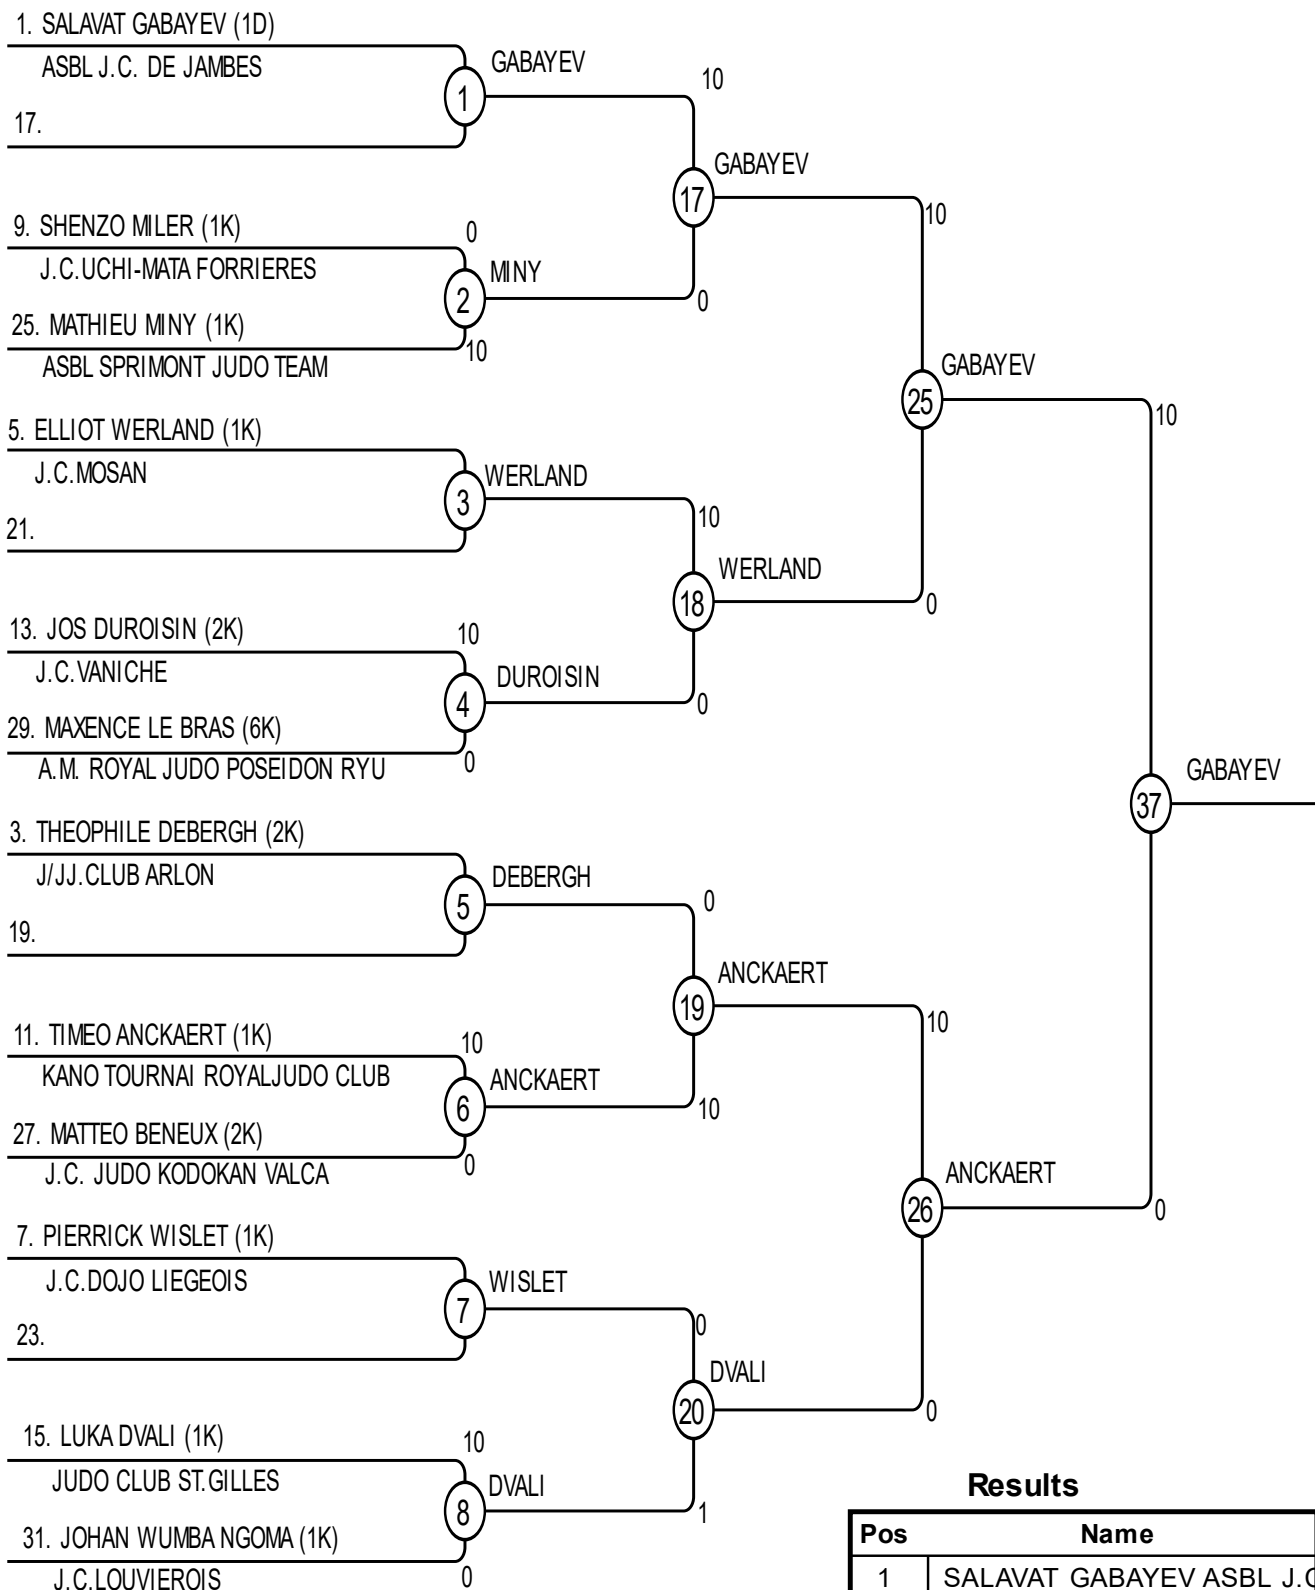 1. SALAVAT GABAYEV (1D)
ASBL J.C. DE JAMBES
17.
1
GABAYEV
10
9. SHENZO MILER (1K)
0
J.C.UCHI-MATA FORRIERES
25. MATHIEU MINY (1K)
10
ASBL SPRIMONT JUDO TEAM
2
MINY
0
17
GABAYEV
10
5. ELLIOT WERLAND (1K)
J.C.MOSAN
21.
3
WERLAND
10
13. JOS DUROISIN (2K)
10
J.C.VANICHE
29. MAXENCE LE BRAS (6K)
0
A.M. ROYAL JUDO POSEIDON RYU
4
DUROISIN
0
18
WERLAND
0
25
GABAYEV
10
3. THEOPHILE DEBERGH (2K)
J/JJ.CLUB ARLON
19.
5
DEBERGH
0
11. TIMEO ANCKAERT (1K)
10
KANO TOURNAI ROYALJUDO CLUB
27. MATTEO BENEUX (2K)
0
J.C. JUDO KODOKAN VALCA
6
ANCKAERT
10
19
ANCKAERT
10
7. PIERRICK WISLET (1K)
J.C.DOJO LIEGEOIS
23.
7
WISLET
0
15. LUKA DVALI (1K)
10
JUDO CLUB ST.GILLES
31. JOHAN WUMBA NGOMA (1K)
0
J.C.LOUVIEROIS
8
DVALI
1
20
DVALI
0
26
ANCKAERT
0
37
GABAYEV
Results
Pos Name
1 SALAVAT GABAYEV ASBL J.C